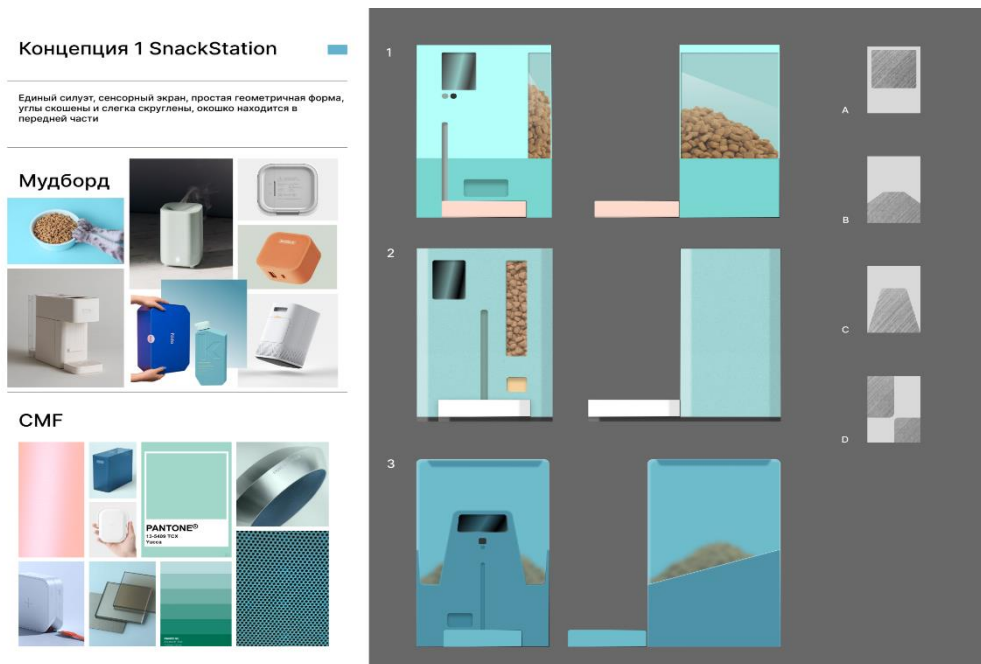 Концепция 1 SnackStation
Единый силуэт, сенсорный экран, простая геометричная форма,
углы скошены и слегка скруглены, окошко находится в
передней части
Мудборд
CMF
PANTONE®
13-5409 TCX
Yucca
1
2
3
A
B
C
D